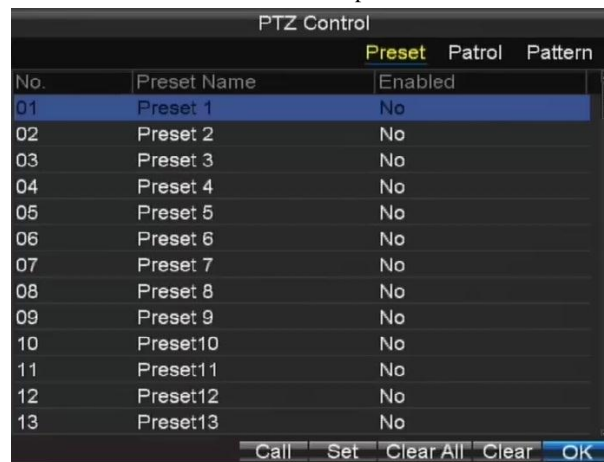 PTZ Control
Preset Patrol Pattern
No. Preset Name Enabled
01 Preset 1 No
02 Preset 2 No
03 Preset 3 No
04 Preset 4 No
05 Preset 5 No
06 Preset 6 No
07 Preset 7 No
08 Preset 8 No
09 Preset 9 No
10 Preset10 No
11 Preset11 No
12 Preset12 No
13 Preset13 No
Call Set Clear All Clear OK